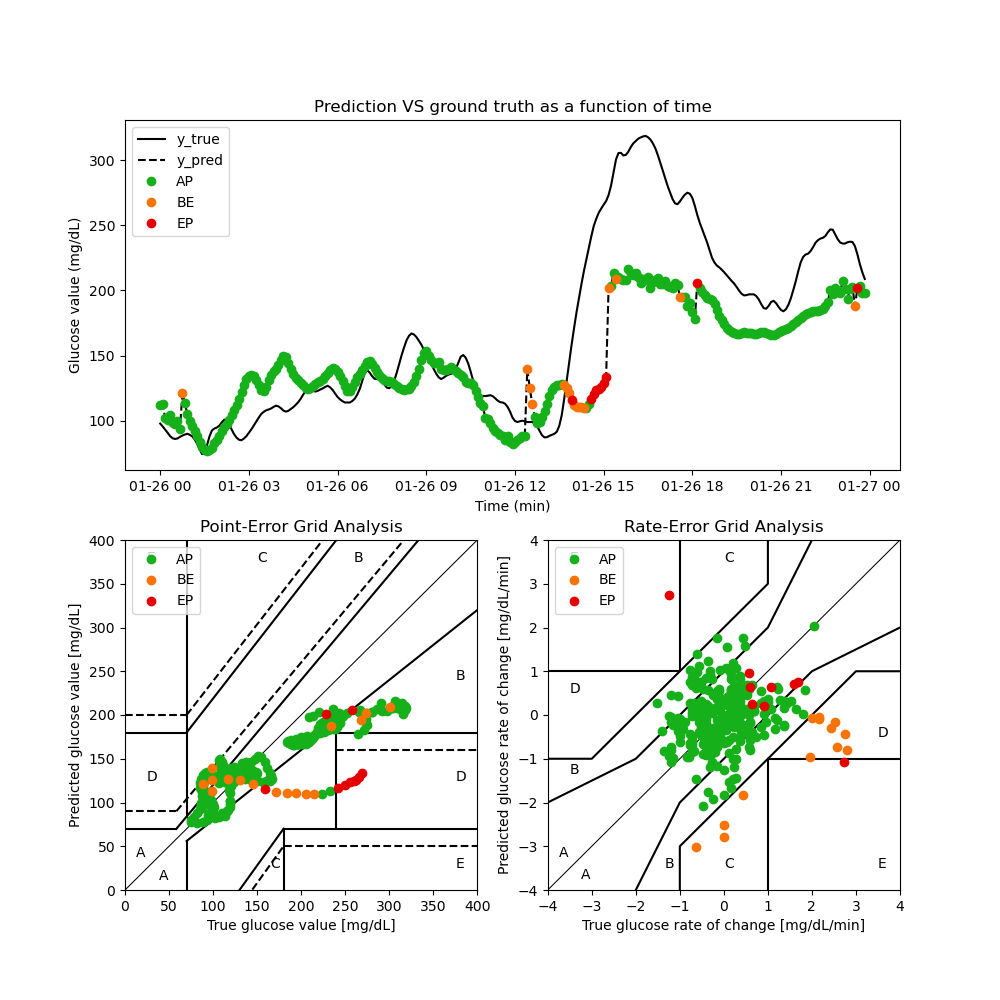 Prediction VS ground truth as a function of time
Glucose value (mg/dL)
300
250
200
150
100
y_true
y_pred
AP
BE
EP
01-26 00 01-26 03 01-26 06 01-26 09 01-26 12 01-26 15 01-26 18 01-26 21 01-27 00
Time (min)
Point-Error Grid Analysis
Predicted glucose value [mg/dL]
400
350
300
250
200
150
100
50
0
AP
BE
EP
C
B
B
D
D
A
A
C
E
0 50 100 150 200 250 300 350 400
True glucose value [mg/dL]
Rate-Error Grid Analysis
Predicted glucose rate of change [mg/dL/min]
4
3
2
1
0
−1
−2
−3
−4
AP
BE
EP
C
D
D
B
A
A
B
C
E
−4 −3 −2 −1 0 1 2 3 4
True glucose rate of change [mg/dL/min]